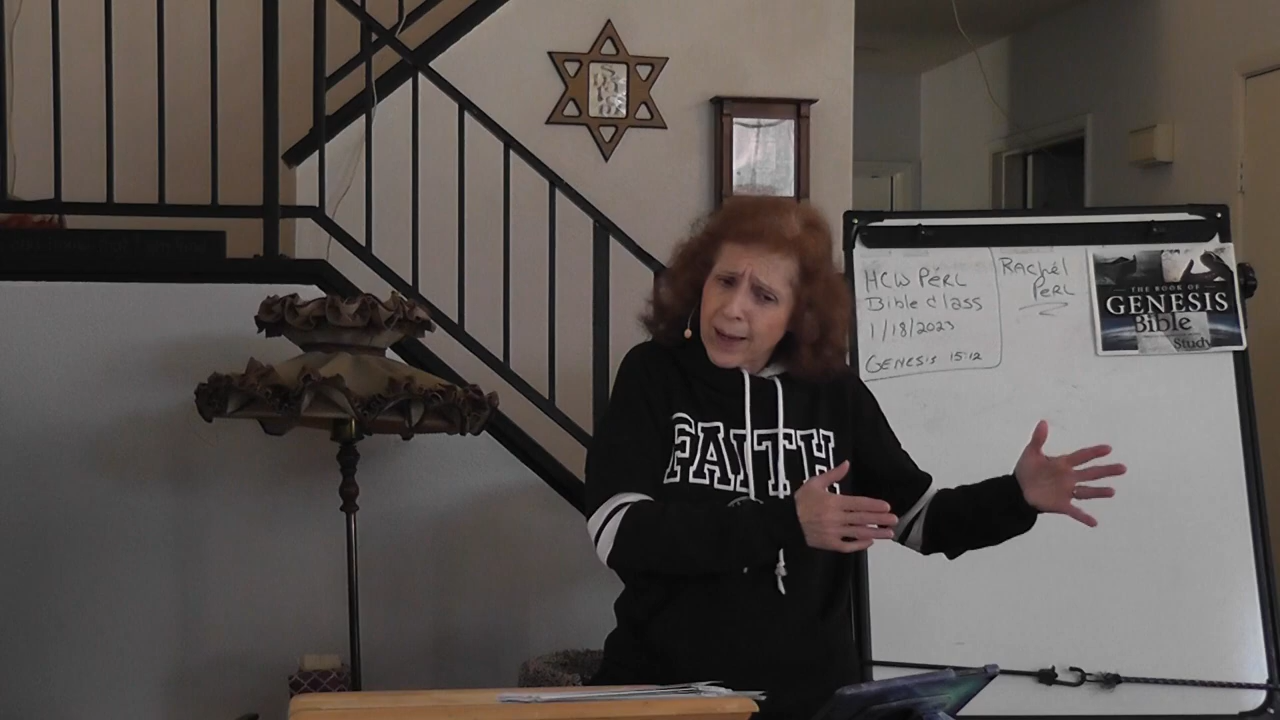 HCW Perl
Bible class
1/18/2023
Genesis 15:12
Rachel
Perl
THE BOOK OF
GENESIS
Bible
Study
FAITH